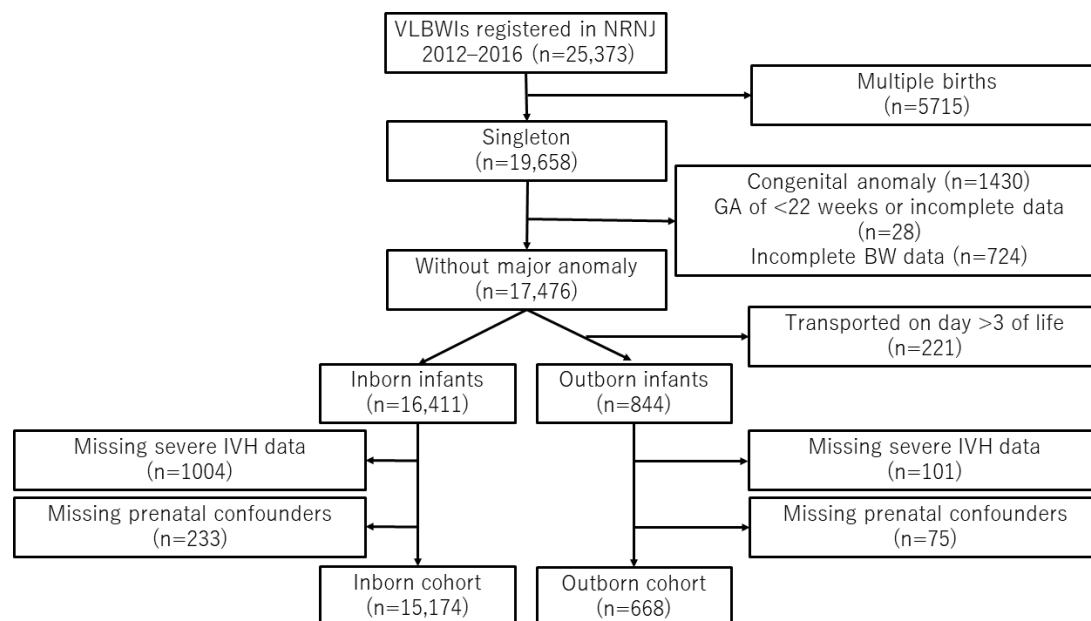 VLBWIs registered in NRNJ
2012–2016 (n=25,373)
Multiple births
(n=5715)
Singleton
(n=19,658)
Congenital anomaly (n=1430)
GA of <22 weeks or incomplete data
(n=28)
Incomplete BW data (n=724)
Without major anomaly
(n=17,476)
Transported on day >3 of life
(n=221)
Inborn infants
(n=16,411)
Outborn infants
(n=844)
Missing severe IVH data
(n=1004)
Missing severe IVH data
(n=101)
Missing prenatal confounders
(n=233)
Missing prenatal confounders
(n=75)
Inborn cohort
(n=15,174)
Outborn cohort
(n=668)